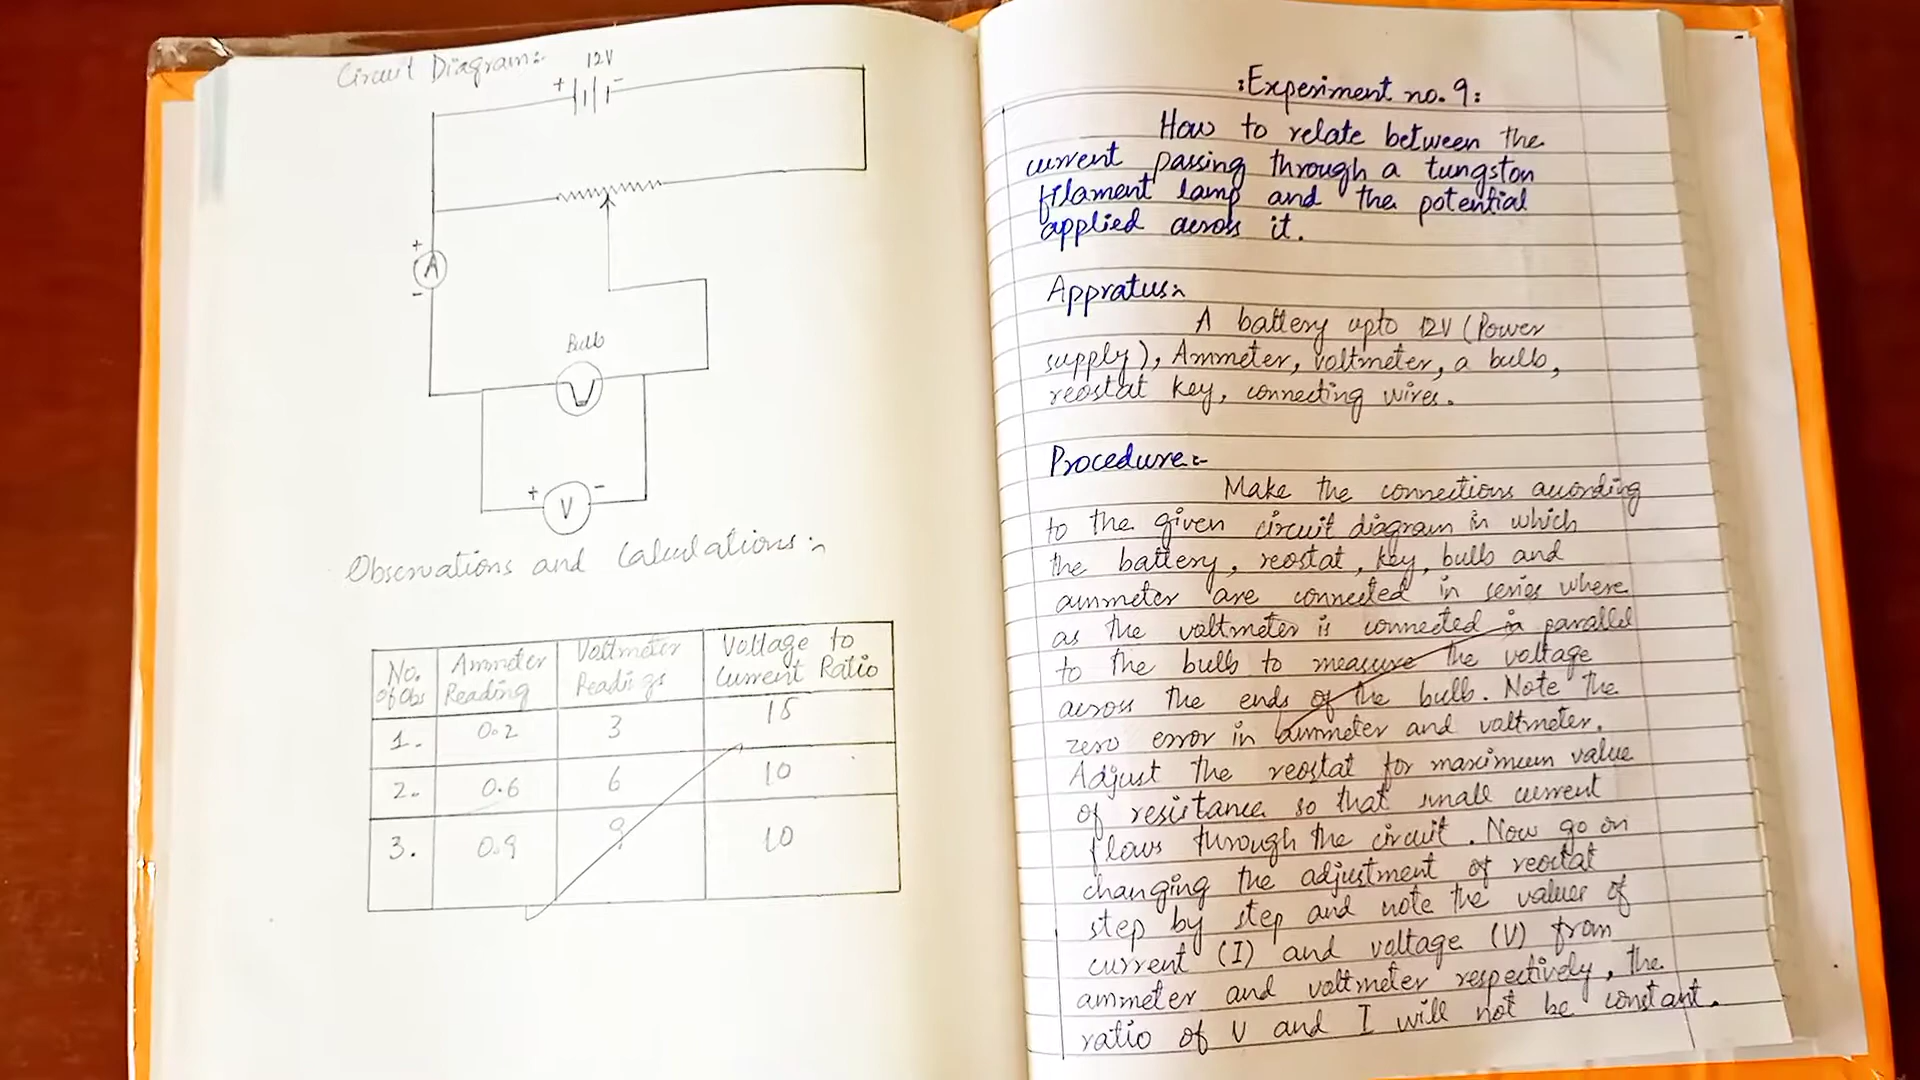 Circuit Diagram:-
12V
+ -
+
A
-
Bulb
+ -
V
Observations and Calculations:-
No. of Obs Ammeter Reading Voltmeter Readings Voltage to Current Ratio
1. 0.2 3 15
2. 0.6 6 10
3. 0.9 9 10
:Experiment no. 9:
How to relate between the
current passing through a tungston
filament lamp and the potential
applied across it.
Appratus:-
A battery upto 12V (Power
supply), Ammeter, voltmeter, a bulb,
reostat key, connecting wires.
Procedure:-
Make the connections according
to the given circuit diagram in which
the battery, reostat, key, bulb and
ammeter are connected in series where
as the voltmeter is connected in parallel
to the bulb to measure the voltage
across the ends of the bulb. Note the
zero error in ammeter and voltmeter.
Adjust the reostat for maximum value
of resistance so that small current
flows through the circuit. Now go on
changing the adjustment of reostat
step by step and note the values of
current (I) and voltage (V) from
ammeter and voltmeter respectively, the
ratio of V and I will not be constant.